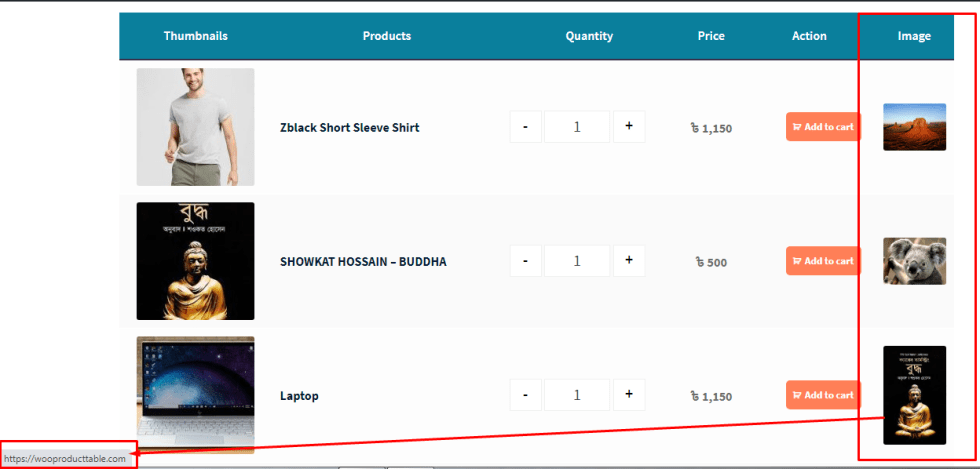 Thumbnails Products Quantity Price Action Image
Zblack Short Sleeve Shirt - 1 + ৳ 1,150 Add to cart
বুদ্ধ
অনুবাদ। শওকত হোসেন
SHOWKAT HOSSAIN – BUDDHA - 1 + ৳ 500 Add to cart
Laptop - 1 + ৳ 1,150 Add to cart
বুদ্ধ
https://wooproducttable.com